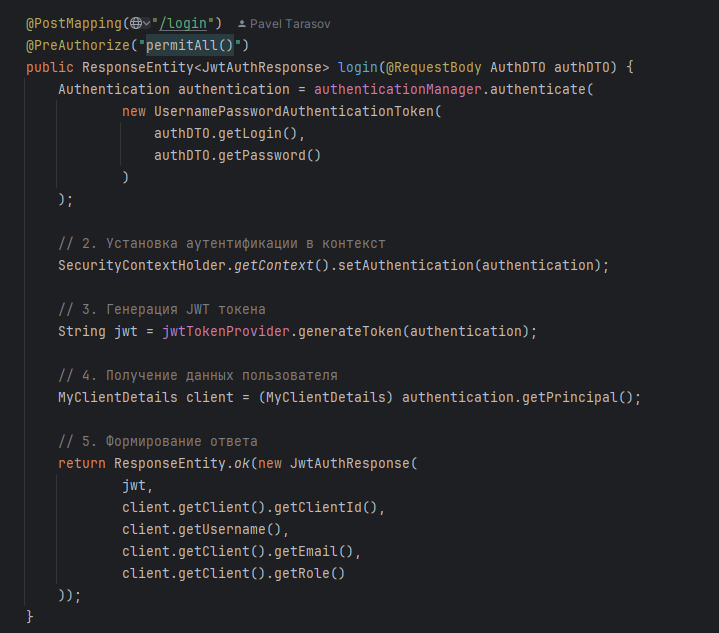 @PostMapping("/login") Pavel Tarasov
@PreAuthorize("permitAll()")
public ResponseEntity<JwtAuthResponse> login(@RequestBody AuthDTO authDTO) {
    Authentication authentication = authenticationManager.authenticate(
            new UsernamePasswordAuthenticationToken(
                authDTO.getLogin(),
                authDTO.getPassword()
            )
    );
    // 2. Установка аутентификации в контекст
    SecurityContextHolder.getContext().setAuthentication(authentication);
    // 3. Генерация JWT токена
    String jwt = jwtTokenProvider.generateToken(authentication);
    // 4. Получение данных пользователя
    MyClientDetails client = (MyClientDetails) authentication.getPrincipal();
    // 5. Формирование ответа
    return ResponseEntity.ok(new JwtAuthResponse(
            jwt,
            client.getClient().getClientId(),
            client.getUsername(),
            client.getClient().getEmail(),
            client.getClient().getRole()
    ));
}